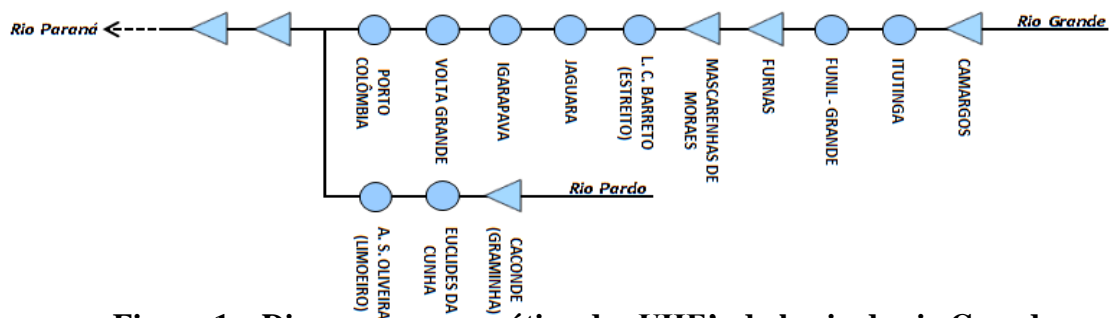 Rio Paraná
Rio Grande
PORTO
COLÔMBIA
VOLTA GRANDE
IGARAPAVA
JAGUARA
L. C. BARRETO
(ESTREITO)
MASCARENHAS DE
MORAES
FURNAS
FUNIL - GRANDE
ITUTINGA
CAMARGOS
Rio Pardo
A. S. OLIVEIRA
(LIMOEIRO)
EUCLIDES DA
CUNHA
CACONDE
(GRAMINHA)